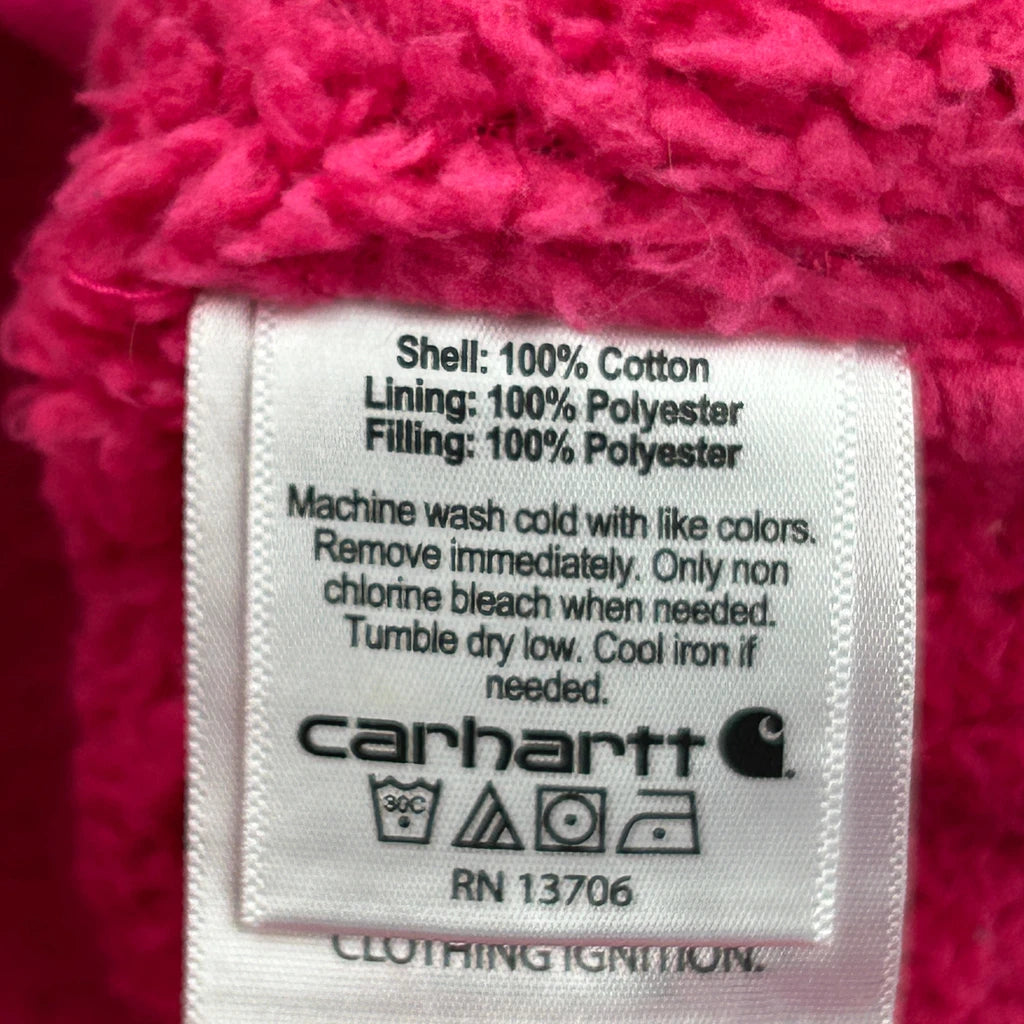 Shell: 100% Cotton
Lining: 100% Polyester
Filling: 100% Polyester
Machine wash cold with like colors.
Remove immediately. Only non
chlorine bleach when needed.
Tumble dry low. Cool iron if
needed.
carhartt
30C
RN 13706
CLOTHING IGNITION.